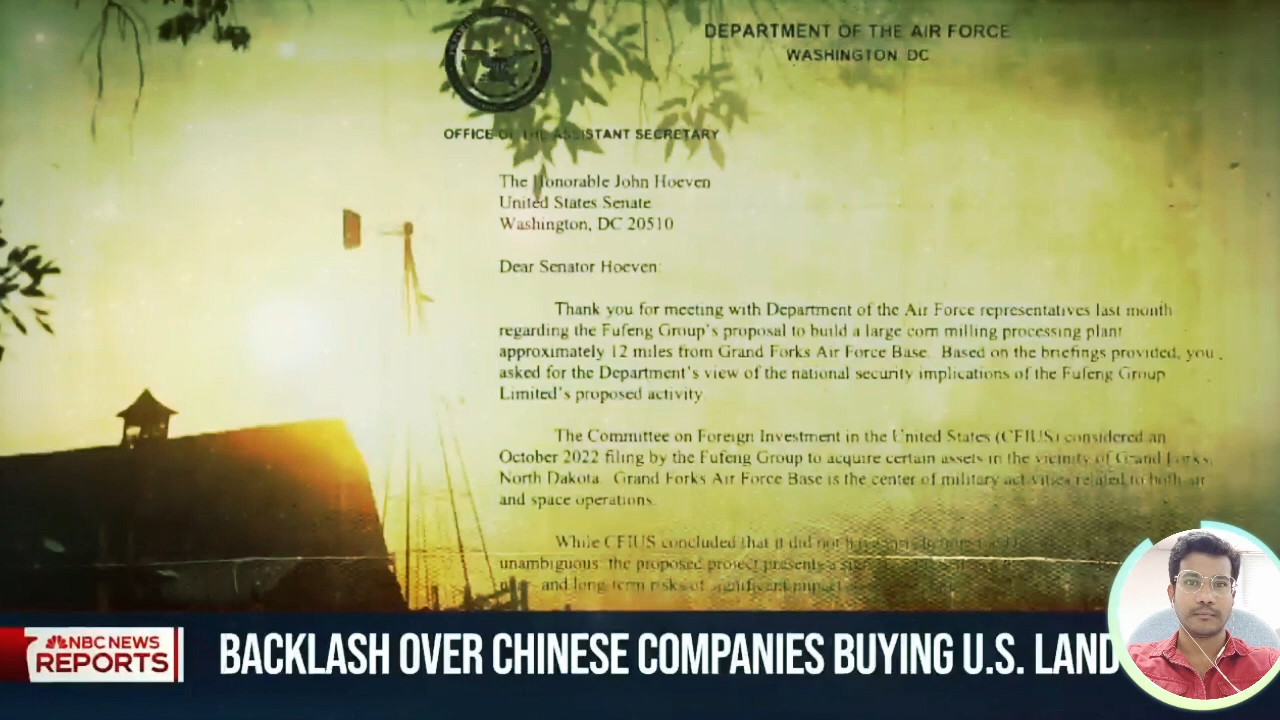 DEPARTMENT OF THE AIR FORCE
WASHINGTON DC
OFFICE OF THE ASSISTANT SECRETARY
The Honorable John Hoeven
United States Senate
Washington, DC 20510
Dear Senator Hoeven:
Thank you for meeting with Department of the Air Force representatives last month
regarding the Fufeng Group's proposal to build a large corn milling processing plant
approximately 12 miles from Grand Forks Air Force Base. Based on the briefings provided, you
asked for the Department's view of the national security implications of the Fufeng Group
Limited's proposed activity
The Committee on Foreign Investment in the United States (CFIUS) considered an
October 2022 filing by the Fufeng Group to acquire certain assets in the vicinity of Grand Forks,
North Dakota. Grand Forks Air Force Base is the center of military activities related to both air
and space operations.
While CFIUS concluded that it did not
unambiguous: the proposed project presents a
and long-term risks of significant impact
NBC NEWS
REPORTS
BACKLASH OVER CHINESE COMPANIES BUYING U.S. LAND